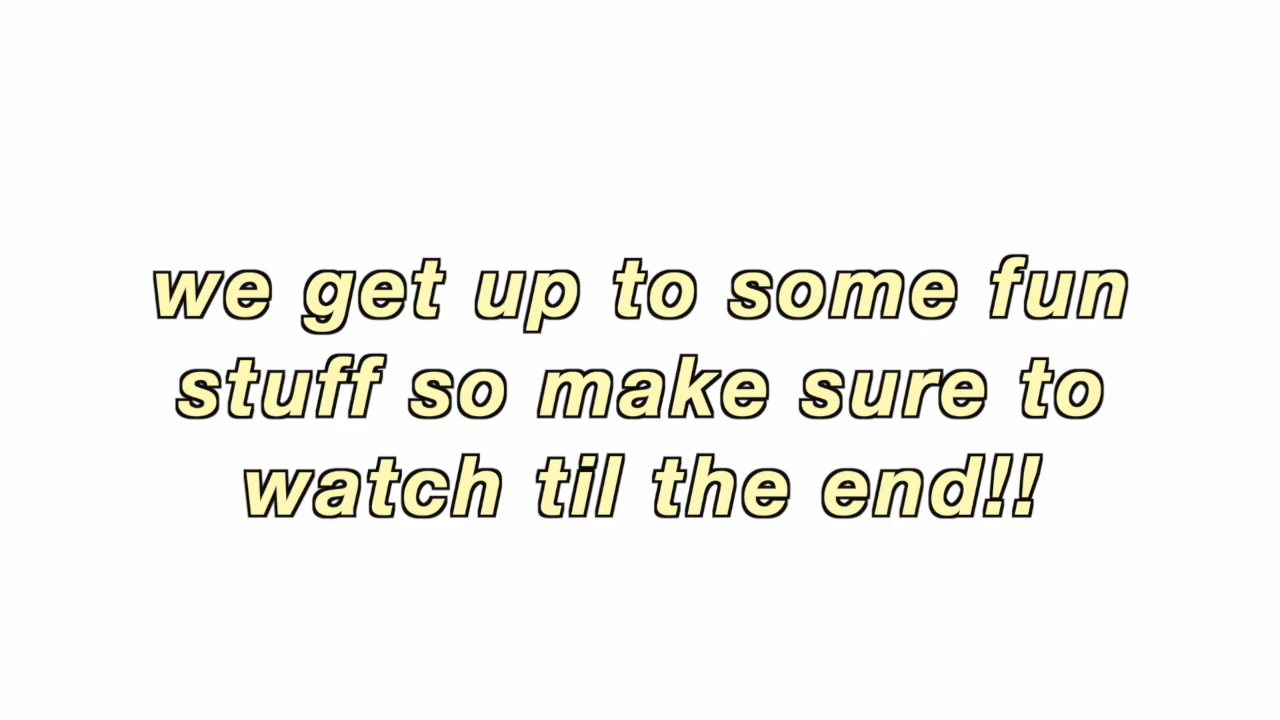 we get up to some fun
stuff so make sure to
watch til the end!!